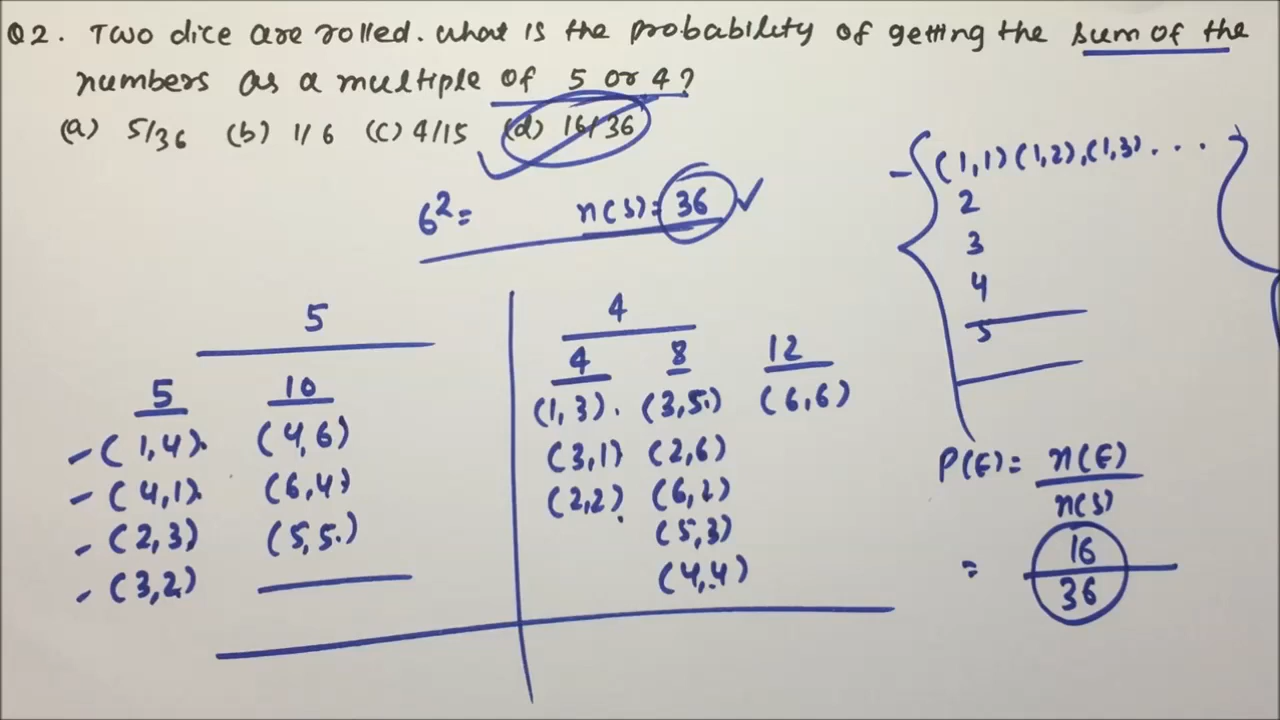 Q2. Two dice are rolled. what is the probability of getting the sum of the
numbers as a multiple of 5 or 4?
(a) 5/36 (b) 1/6 (c) 4/15 (d) 16/36
6²= n(S)= 36
{(1,1)(1,2),(1,3)...}
2
3
4
5
5
5 10
-(1,4) (4,6)
-(4,1) (6,4)
-(2,3) (5,5)
-(3,2)
4
4 8 12
(1,3) (3,5) (6,6)
(3,1) (2,6)
(2,2) (6,2)
(5,3)
(4,4)
P(E)= n(E)
n(S)
= 16
36